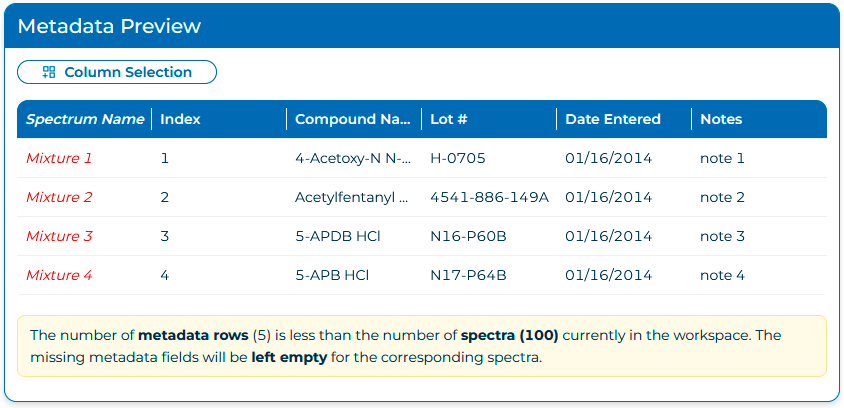 Metadata Preview
Column Selection
Spectrum Name Index Compound Na... Lot # Date Entered Notes
Mixture 1 1 4-Acetoxy-N N-... H-0705 01/16/2014 note 1
Mixture 2 2 Acetylfentanyl ... 4541-886-149A 01/16/2014 note 2
Mixture 3 3 5-APDB HCl N16-P60B 01/16/2014 note 3
Mixture 4 4 5-APB HCl N17-P64B 01/16/2014 note 4
The number of metadata rows (5) is less than the number of spectra (100) currently in the workspace. The
missing metadata fields will be left empty for the corresponding spectra.